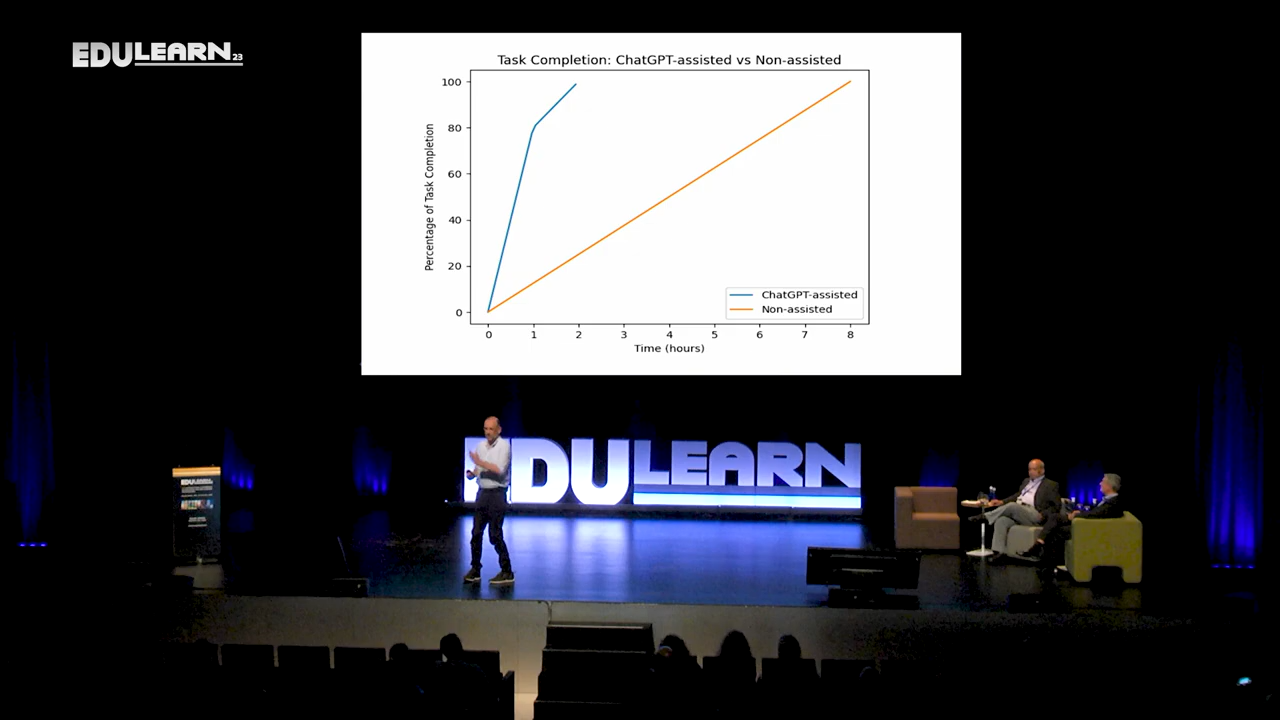 EDULEARN23
Task Completion: ChatGPT-assisted vs Non-assisted
Percentage of Task Completion
100
80
60
40
20
0
0 1 2 3 4 5 6 7 8
Time (hours)
ChatGPT-assisted
Non-assisted
EDULEARN
EDULEARN